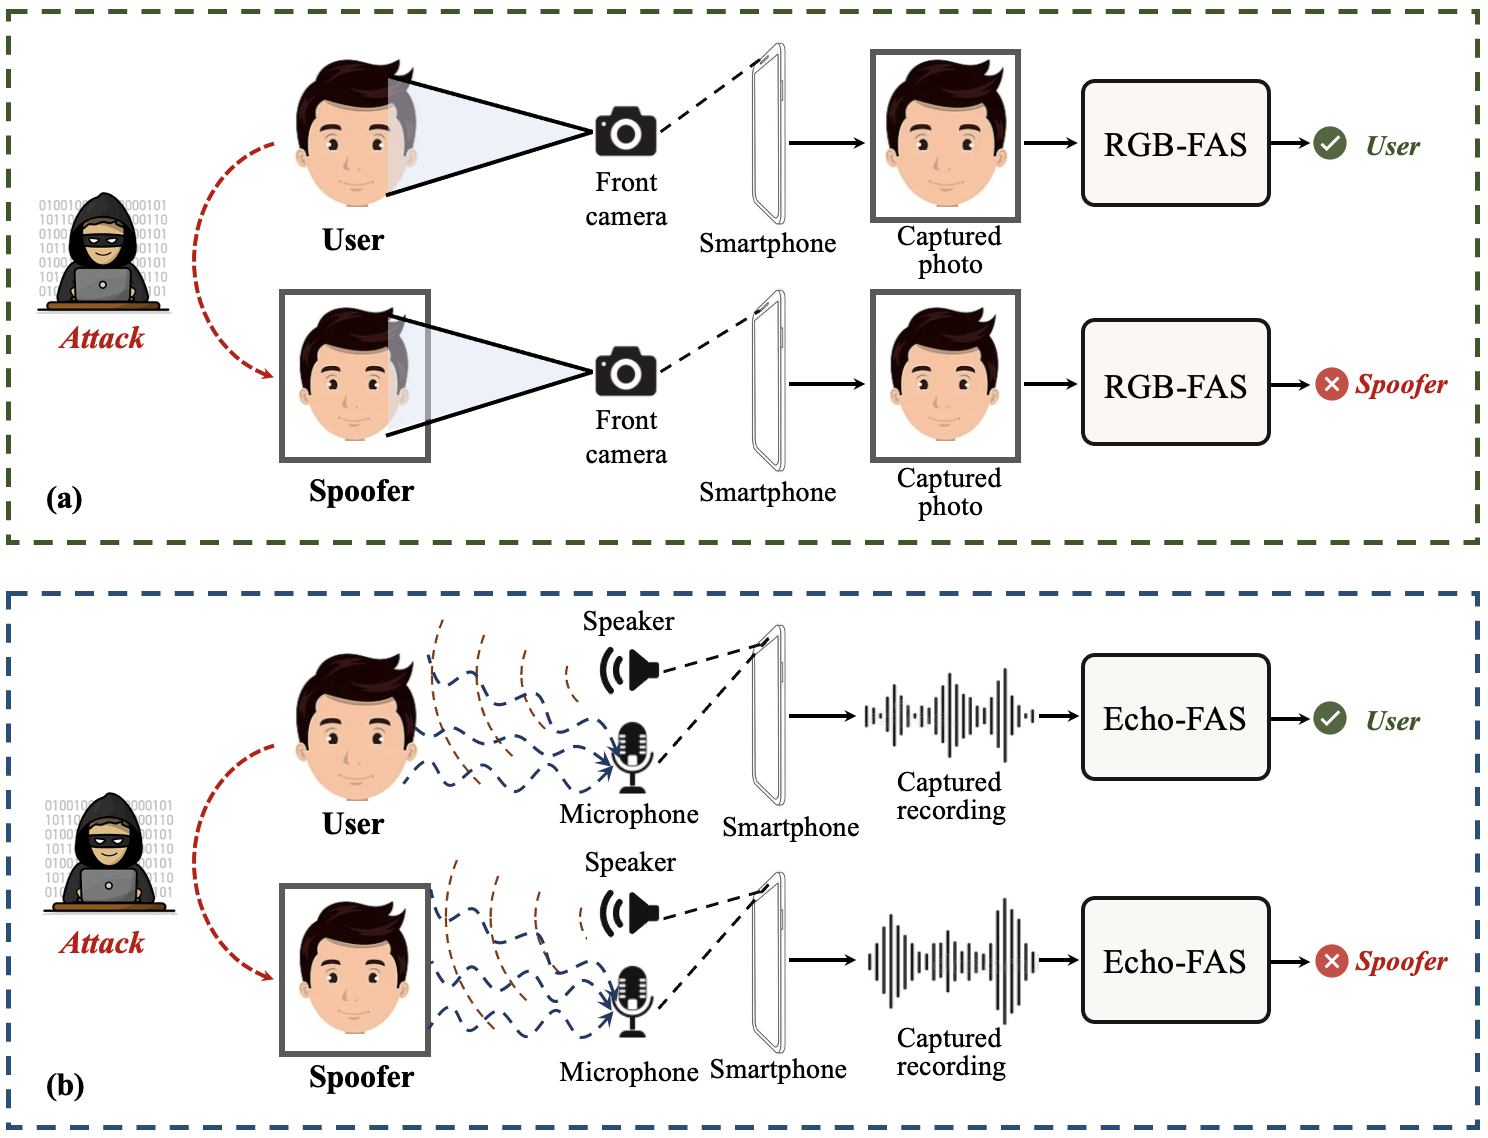 User
Front
camera
Smartphone
Captured
photo
RGB-FAS
User
Attack
Spoofer
Front
camera
Smartphone
Captured
photo
RGB-FAS
Spoofer
(a)
Speaker
Microphone
User
Smartphone
Captured
recording
Echo-FAS
User
Attack
Speaker
Microphone
Spoofer
Smartphone
Captured
recording
Echo-FAS
Spoofer
(b)